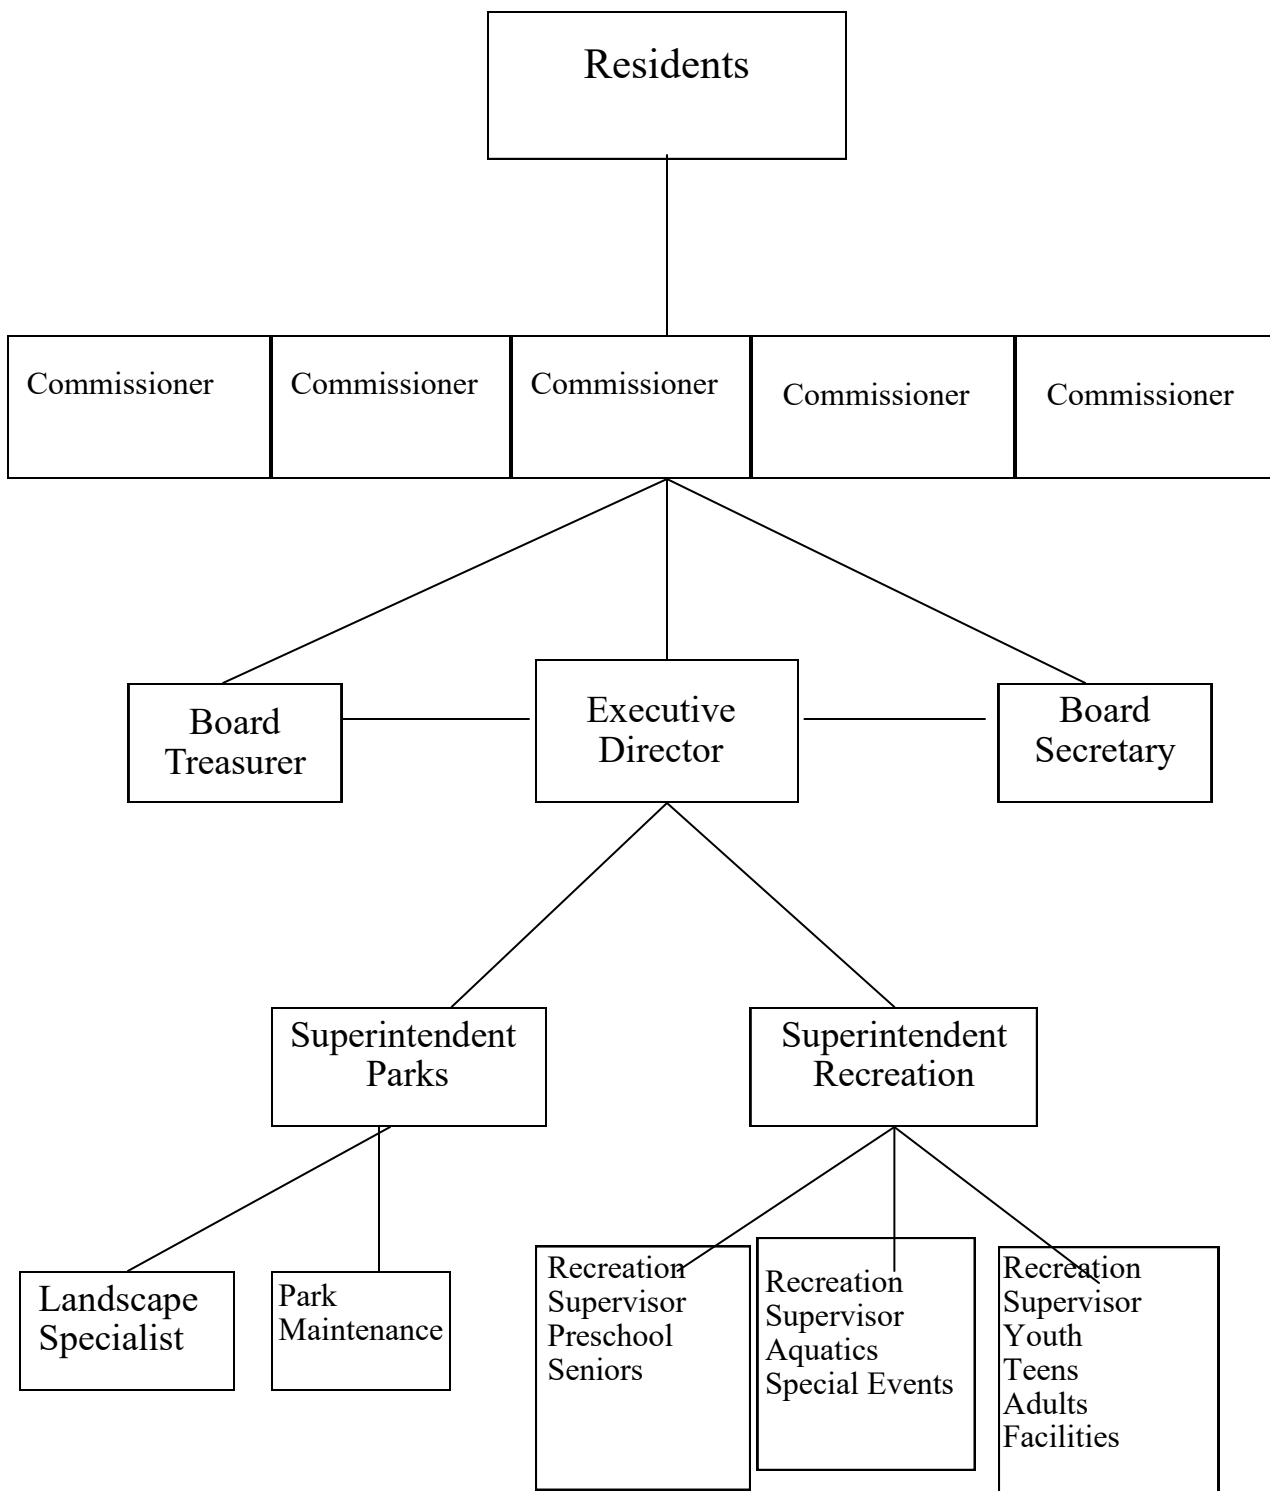 Residents
Commissioner
Commissioner
Commissioner
Commissioner
Commissioner
Board
Treasurer
Executive
Director
Board
Secretary
Superintendent
Parks
Superintendent
Recreation
Landscape
Specialist
Park
Maintenance
Recreation
Supervisor
Preschool
Seniors
Recreation
Supervisor
Aquatics
Special Events
Recreation
Supervisor
Youth
Teens
Adults
Facilities